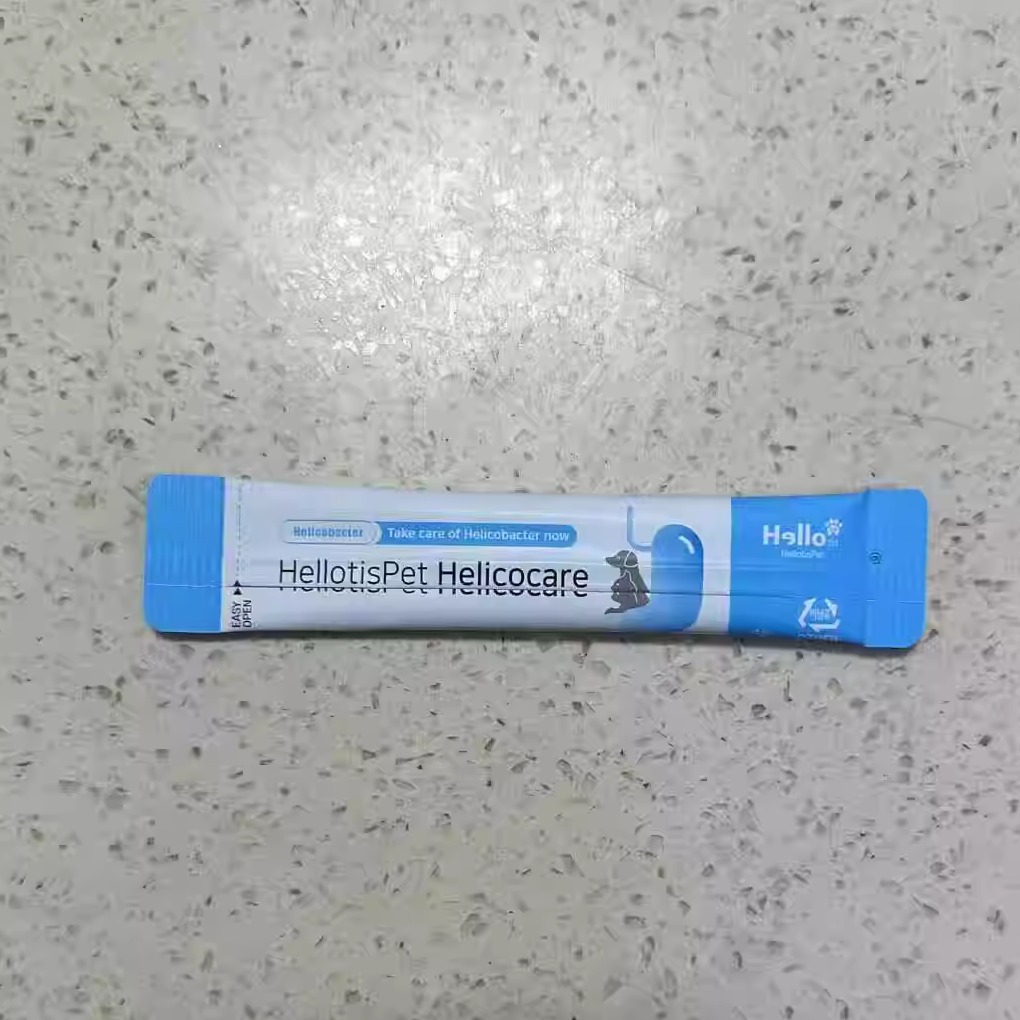 EASY
OPEN
Helicobacter
Take care of Helicobacter now
HellotisPet Helicocare
Hello
HellotisPet